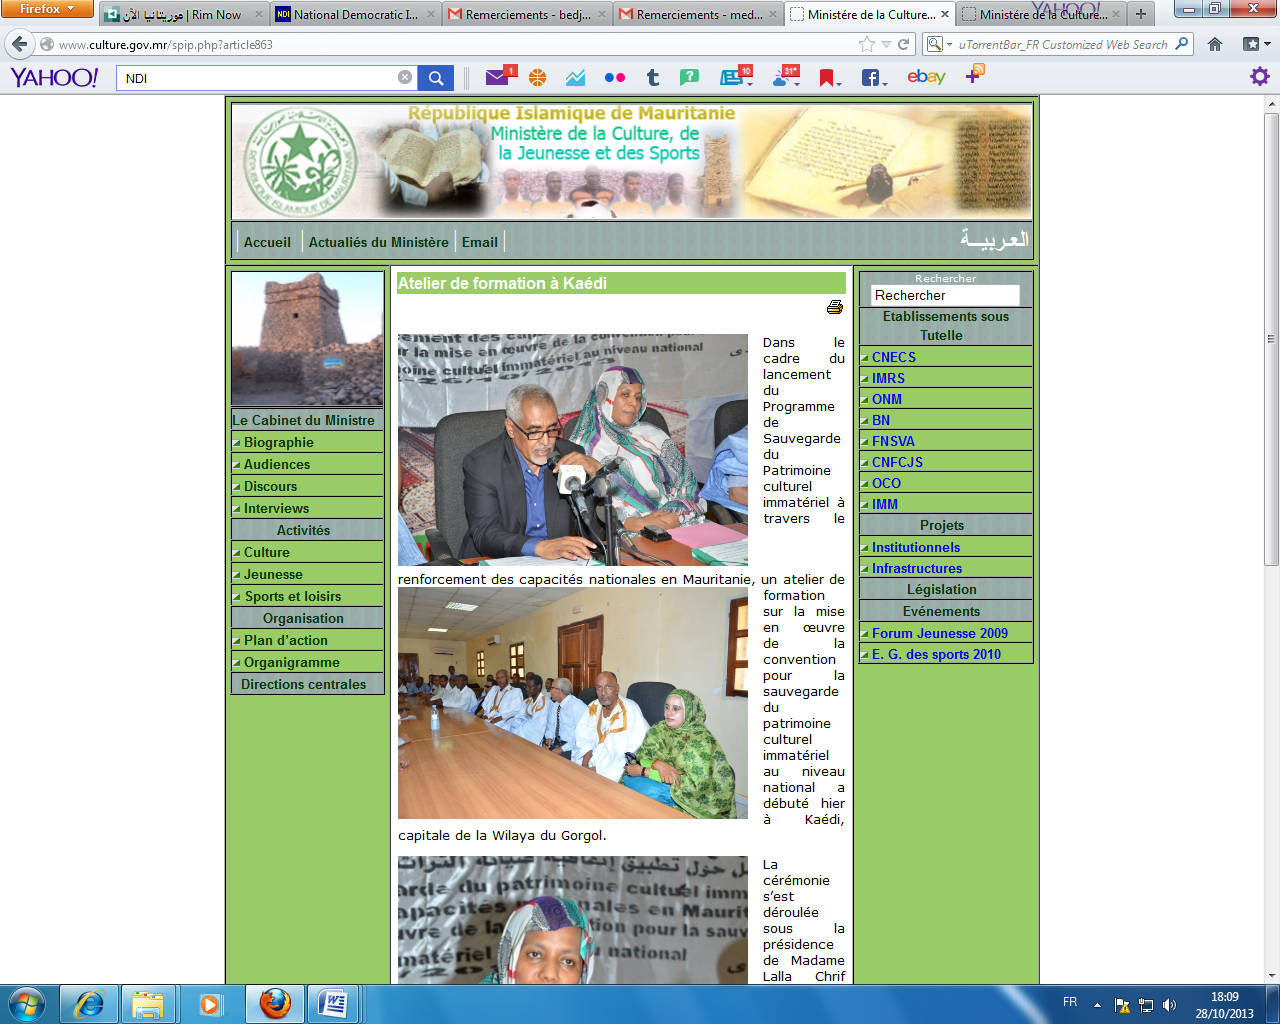 Firefox
موريتانيا الآن | Rim Now
National Democratic I...
Remerciements - bedj...
Remerciements - med...
Ministére de la Culture...
Ministére de la Culture...
YAHOO!
www.culture.gov.mr/spip.php?article863
uTorrentBar_FR Customized Web Search
YAHOO!
NDI
1
10
31°
ebay
République Islamique de Mauritanie
Ministère de la Culture, de
la Jeunesse et des Sports
Accueil
Actualiés du Ministère
Email
العـربيــة
Le Cabinet du Ministre
Biographie
Audiences
Discours
Interviews
Activités
Culture
Jeunesse
Sports et loisirs
Organisation
Plan d'action
Organigramme
Directions centrales
Atelier de formation à Kaédi
Dans le
cadre du
lancement
du
Programme
de
Sauvegarde
du
Patrimoine
culturel
immatériel à
travers le
renforcement des capacités nationales en Mauritanie, un atelier de
formation
sur la mise
en œuvre
de la
convention
pour la
sauvegarde
du
patrimoine
culturel
immatériel
au niveau
national a
débuté hier
à Kaédi,
capitale de la Wilaya du Gorgol.
La
cérémonie
s'est
déroulée
sous la
présidence
de Madame
Lalla Chrif
Rechercher
Rechercher
Etablissements sous
Tutelle
CNECS
IMRS
ONM
BN
FNSVA
CNFCJS
OCO
IMM
Projets
Institutionnels
Infrastructures
Législation
Evénements
Forum Jeunesse 2009
E. G. des sports 2010
FR
18:09
28/10/2013